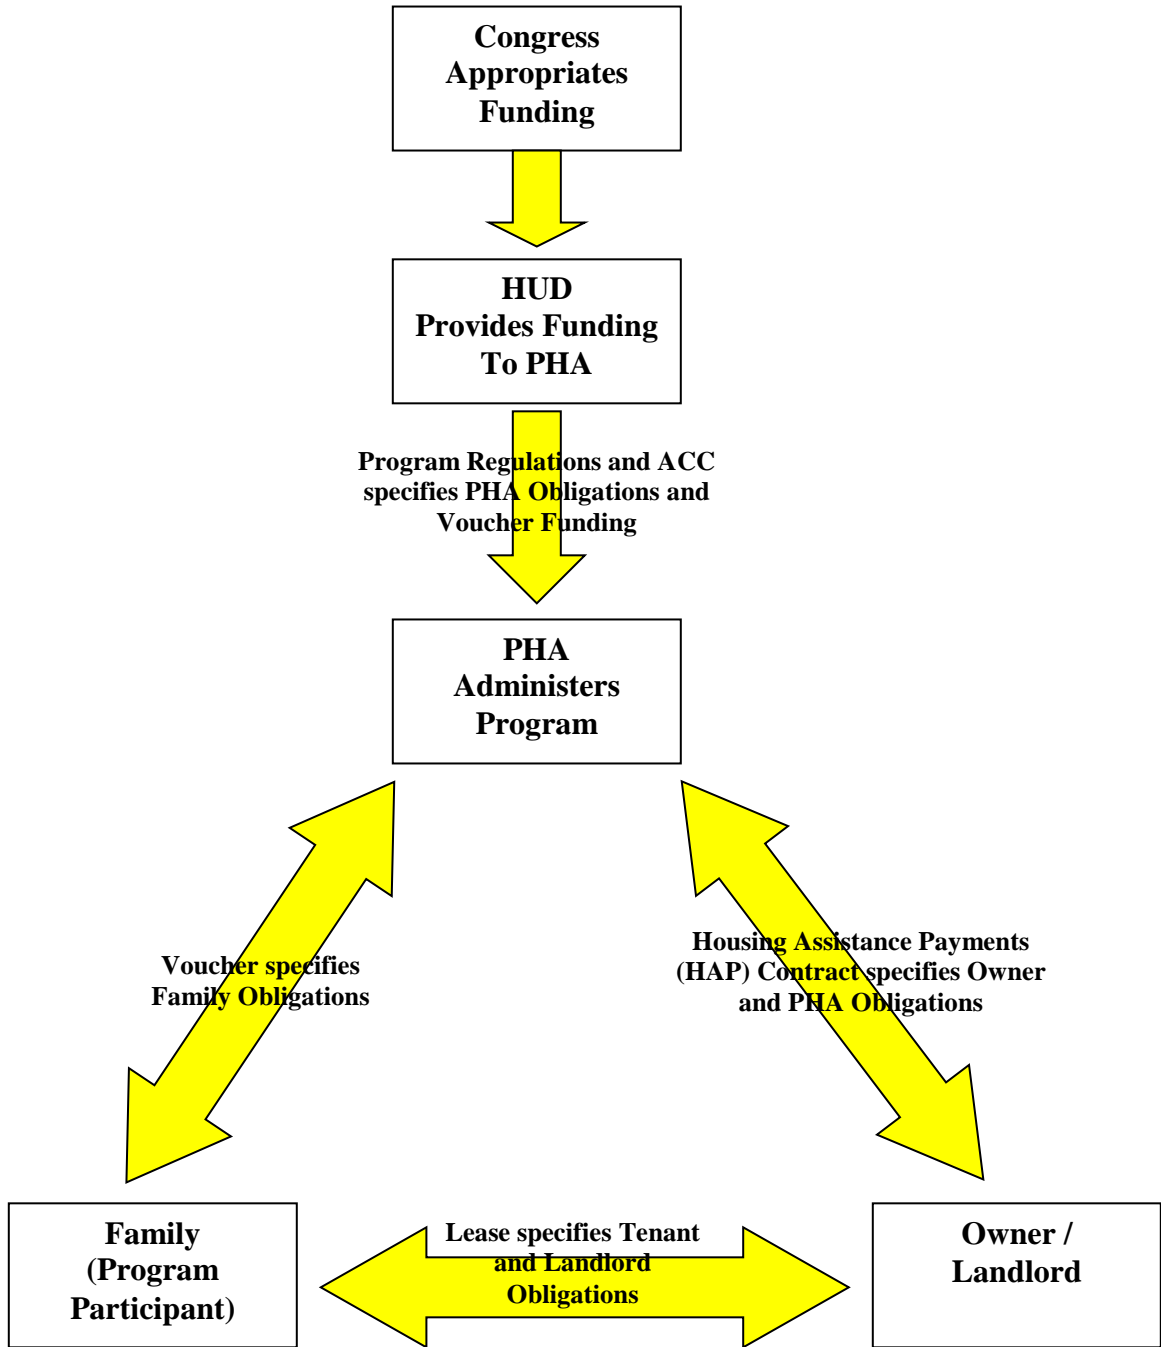 Congress
Appropriates
Funding
HUD
Provides Funding
To PHA
Program Regulations and ACC
specifies PHA Obligations and
Voucher Funding
PHA
Administers
Program
Voucher specifies
Family Obligations
Housing Assistance Payments
(HAP) Contract specifies Owner
and PHA Obligations
Family
(Program
Participant)
Lease specifies Tenant
and Landlord
Obligations
Owner /
Landlord